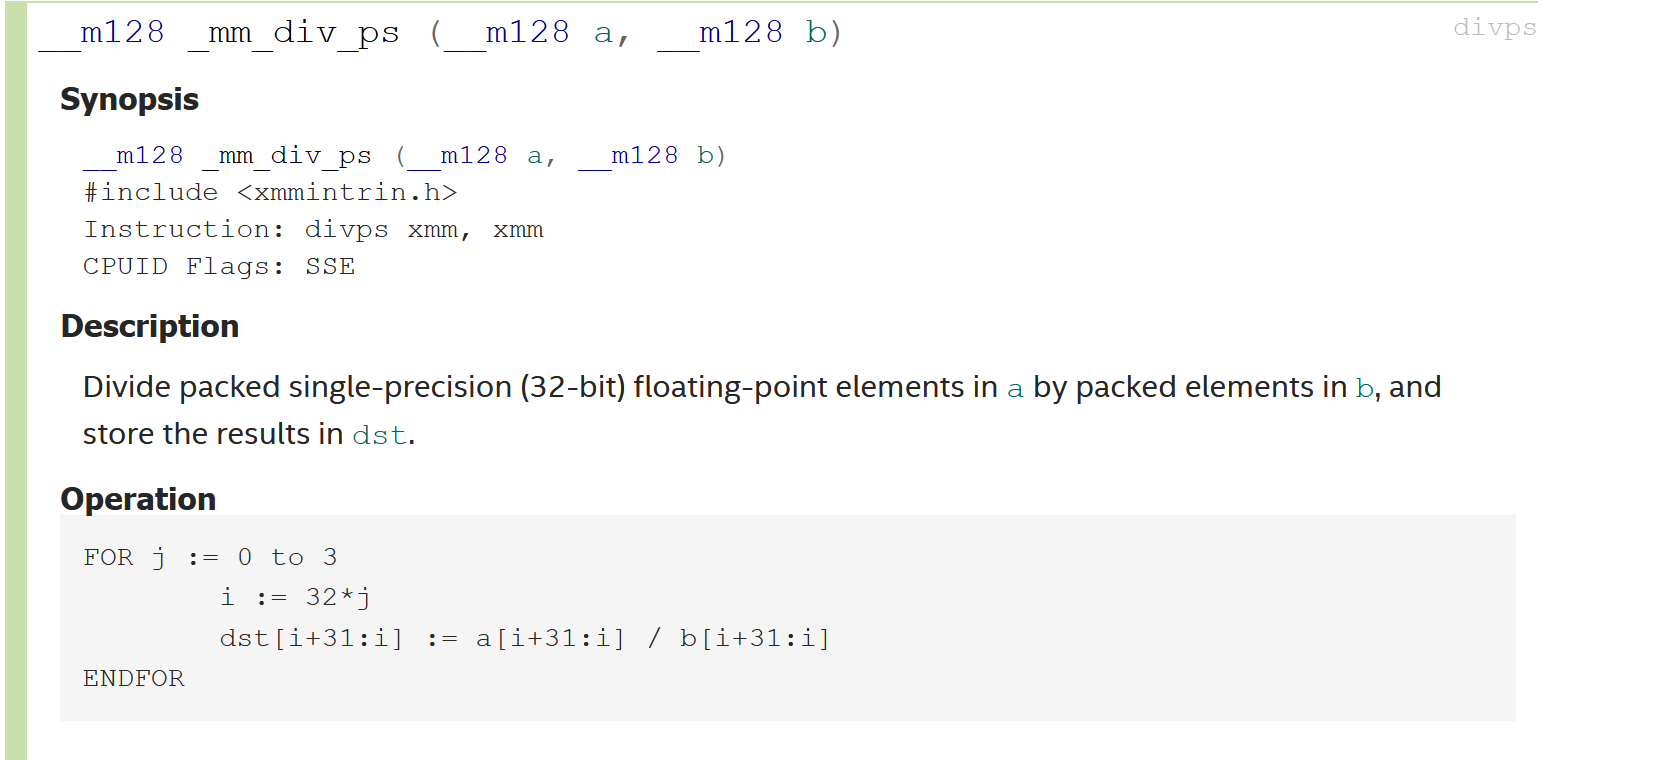 __m128 _mm_div_ps (__m128 a, __m128 b)
divps
Synopsis
__m128 _mm_div_ps (__m128 a, __m128 b)
#include <xmmintrin.h>
Instruction: divps xmm, xmm
CPUID Flags: SSE
Description
Divide packed single-precision (32-bit) floating-point elements in a by packed elements in b, and
store the results in dst.
Operation
FOR j := 0 to 3
        i := 32*j
        dst[i+31:i] := a[i+31:i] / b[i+31:i]
ENDFOR